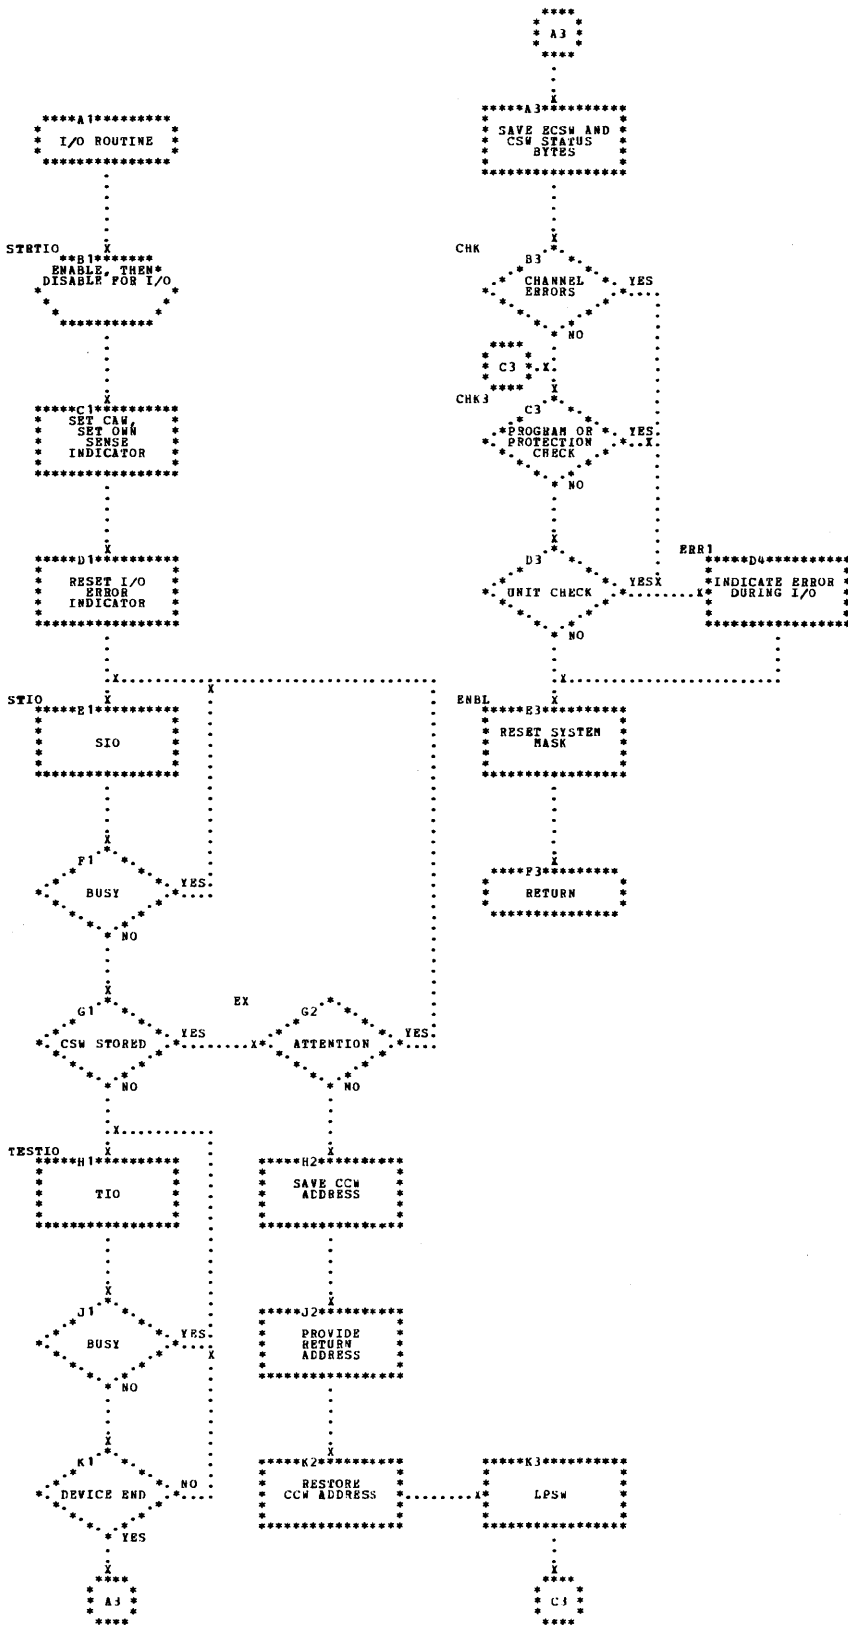 A1
I/O ROUTINE
STRTIO
B1
ENABLE, THEN
DISABLE FOR I/O
C1
SET CAW,
SET OWN
SENSE
INDICATOR
D1
RESET I/O
ERROR
INDICATOR
STIO
E1
SIO
F1
BUSY
YES
NO
G1
CSW STORED
YES
NO
TESTIO
H1
TIO
J1
BUSY
YES
NO
K1
DEVICE END
NO
YES
A3
EX
G2
ATTENTION
YES
NO
H2
SAVE CCW
ADDRESS
J2
PROVIDE
RETURN
ADDRESS
K2
RESTORE
CCW ADDRESS
K3
LPSW
C3
A3
A3
SAVE ECSW AND
CSW STATUS
BYTES
CHK
B3
CHANNEL
ERRORS
YES
NO
C3
CHK3
C3
PROGRAM OR
PROTECTION
CHECK
YES
NO
D3
UNIT CHECK
YES
NO
ERR1
D4
INDICATE ERROR
DURING I/O
ENBL
E3
RESET SYSTEM
MASK
F3
RETURN